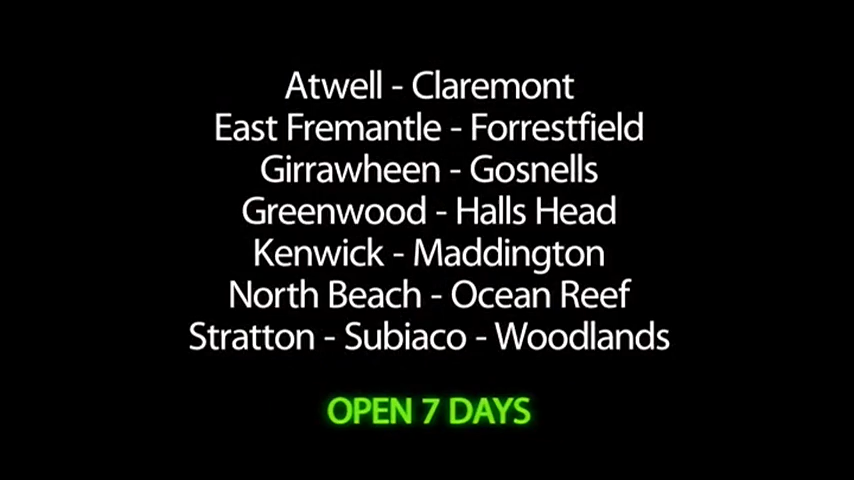 Atwell - Claremont
East Fremantle - Forrestfield
Girrawheen - Gosnells
Greenwood - Halls Head
Kenwick - Maddington
North Beach - Ocean Reef
Stratton - Subiaco - Woodlands
OPEN 7 DAYS